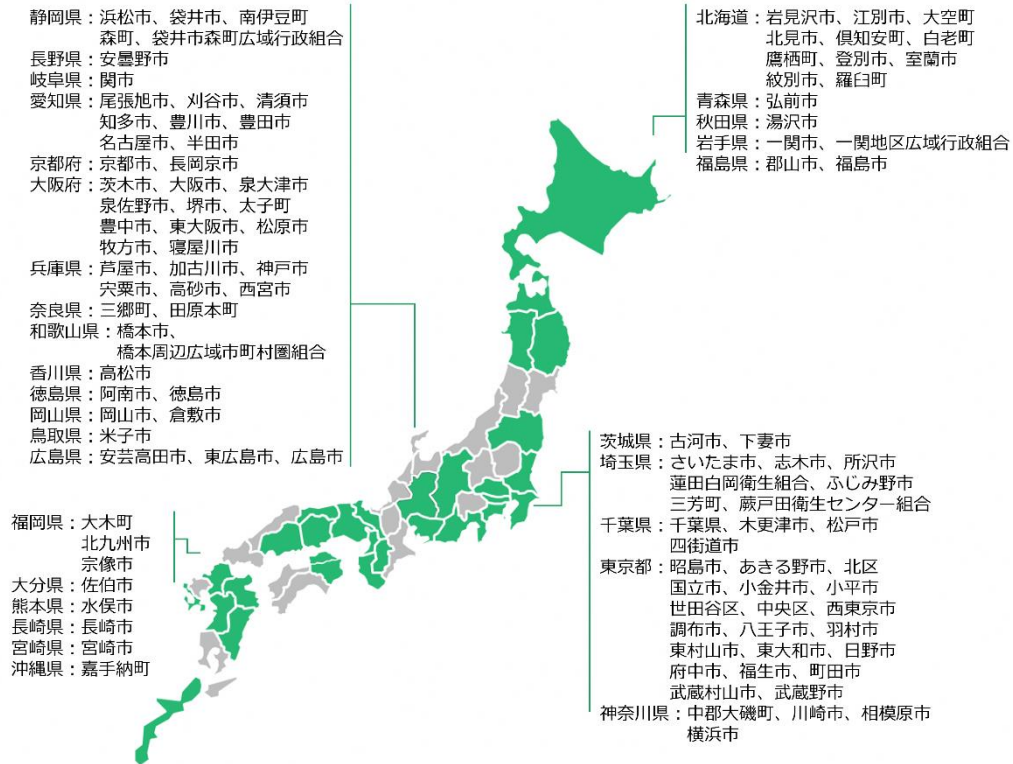 静岡県：浜松市、袋井市、南伊豆町
森町、袋井市森町広域行政組合
長野県：安曇野市
岐阜県：関市
愛知県：尾張旭市、刈谷市、清須市
知多市、豊川市、豊田市
名古屋市、半田市
京都府：京都市、長岡京市
大阪府：茨木市、大阪市、泉大津市
泉佐野市、堺市、太子町
豊中市、東大阪市、松原市
牧方市、寝屋川市
兵庫県：芦屋市、加古川市、神戸市
宍粟市、高砂市、西宮市
奈良県：三郷町、田原本町
和歌山県：橋本市、
橋本周辺広域市町村圏組合
香川県：高松市
徳島県：阿南市、徳島市
岡山県：岡山市、倉敷市
鳥取県：米子市
広島県：安芸高田市、東広島市、広島市
北海道：岩見沢市、江別市、大空町
北見市、倶知安町、白老町
鷹栖町、登別市、室蘭市
紋別市、羅臼町
青森県：弘前市
秋田県：湯沢市
岩手県：一関市、一関地区広域行政組合
福島県：郡山市、福島市
茨城県：古河市、下妻市
埼玉県：さいたま市、志木市、所沢市
蓮田白岡衛生組合、ふじみ野市
三芳町、蕨戸田衛生センター組合
千葉県：千葉県、木更津市、松戸市
四街道市
東京都：昭島市、あきる野市、北区
国立市、小金井市、小平市
世田谷区、中央区、西東京市
調布市、八王子市、羽村市
東村山市、東大和市、日野市
府中市、福生市、町田市
武蔵村山市、武蔵野市
神奈川県：中郡大磯町、川崎市、相模原市
横浜市
福岡県：大木町
北九州市
宗像市
大分県：佐伯市
熊本県：水俣市
長崎県：長崎市
宮崎県：宮崎市
沖縄県：嘉手納町